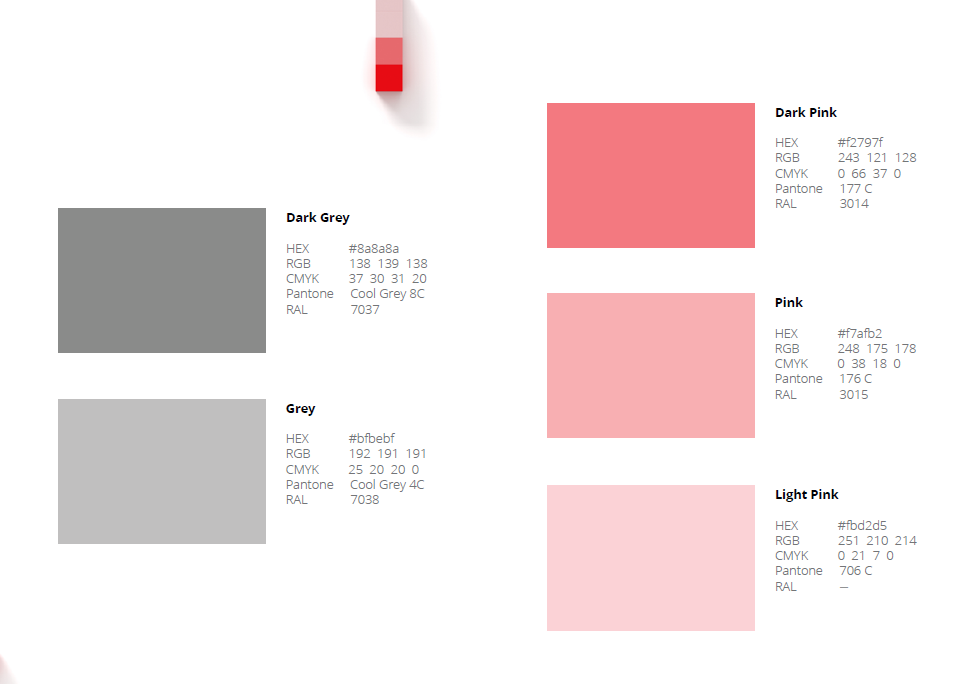 Dark Grey
HEX #8a8a8a
RGB 138 139 138
CMYK 37 30 31 20
Pantone Cool Grey 8C
RAL 7037
Grey
HEX #bfbebf
RGB 192 191 191
CMYK 25 20 20 0
Pantone Cool Grey 4C
RAL 7038
Dark Pink
HEX #f2797f
RGB 243 121 128
CMYK 0 66 37 0
Pantone 177 C
RAL 3014
Pink
HEX #f7afb2
RGB 248 175 178
CMYK 0 38 18 0
Pantone 176 C
RAL 3015
Light Pink
HEX #fbd2d5
RGB 251 210 214
CMYK 0 21 7 0
Pantone 706 C
RAL —